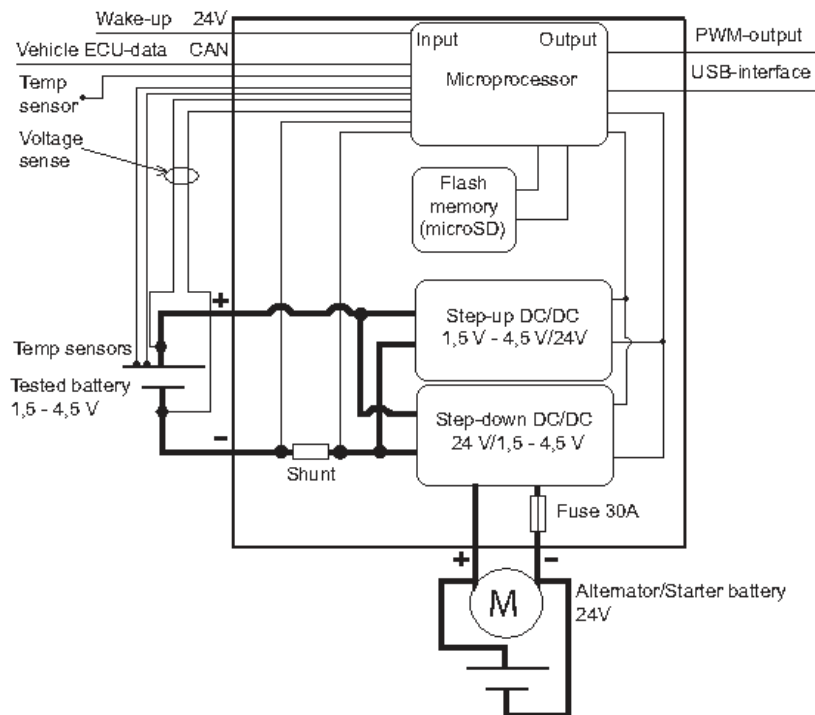 Wake-up 24V
Vehicle ECU-data CAN
Temp
sensor
Voltage
sense
Input Output
Microprocessor
PWM-output
USB-interface
Flash
memory
(microSD)
+
Step-up DC/DC
1,5 V - 4,5 V/24V
Temp sensors
Tested battery
1,5 - 4,5 V
Step-down DC/DC
24 V/1,5 - 4,5 V
-
Shunt
Fuse 30A
+ -
M
Alternator/Starter battery
24V